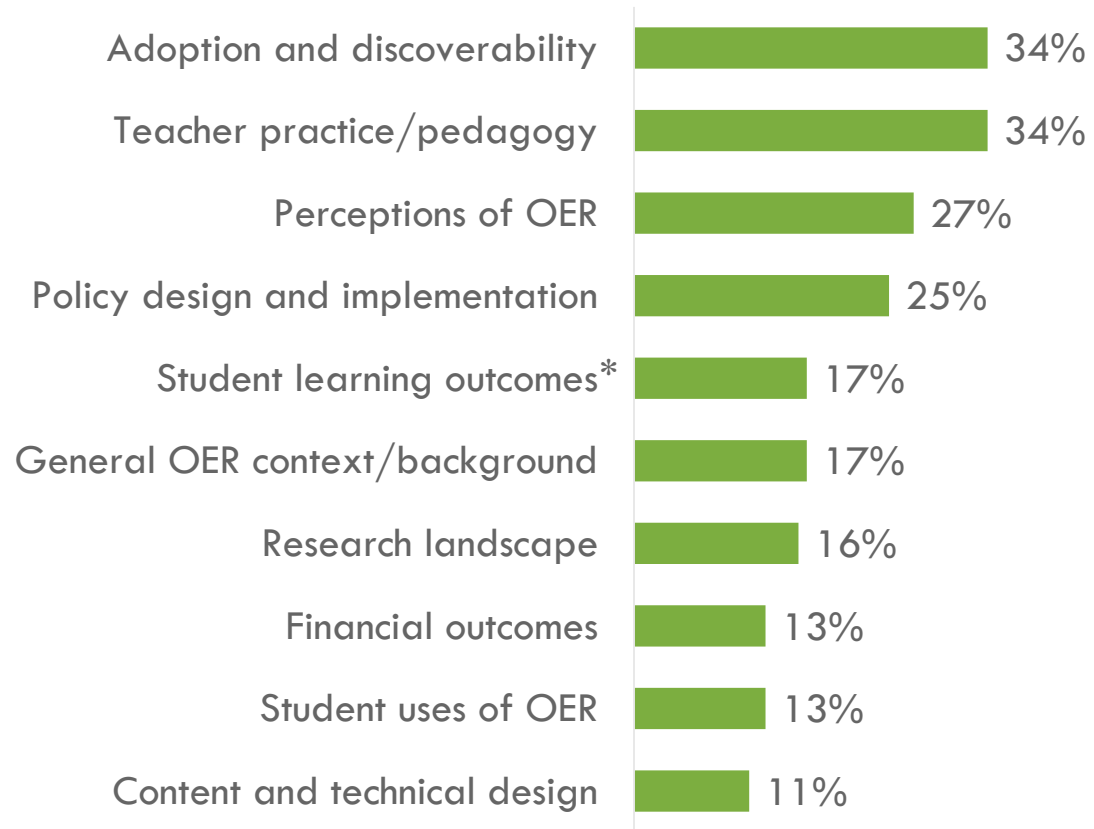 Adoption and discoverability 34%
Teacher practice/pedagogy 34%
Perceptions of OER 27%
Policy design and implementation 25%
Student learning outcomes* 17%
General OER context/background 17%
Research landscape 16%
Financial outcomes 13%
Student uses of OER 13%
Content and technical design 11%